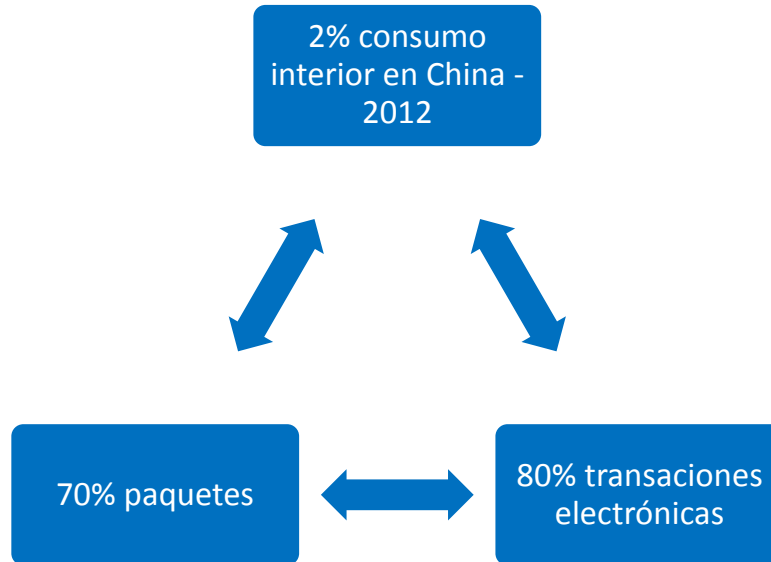 2% consumo
interior en China -
2012
70% paquetes
80% transaciones
electrónicas